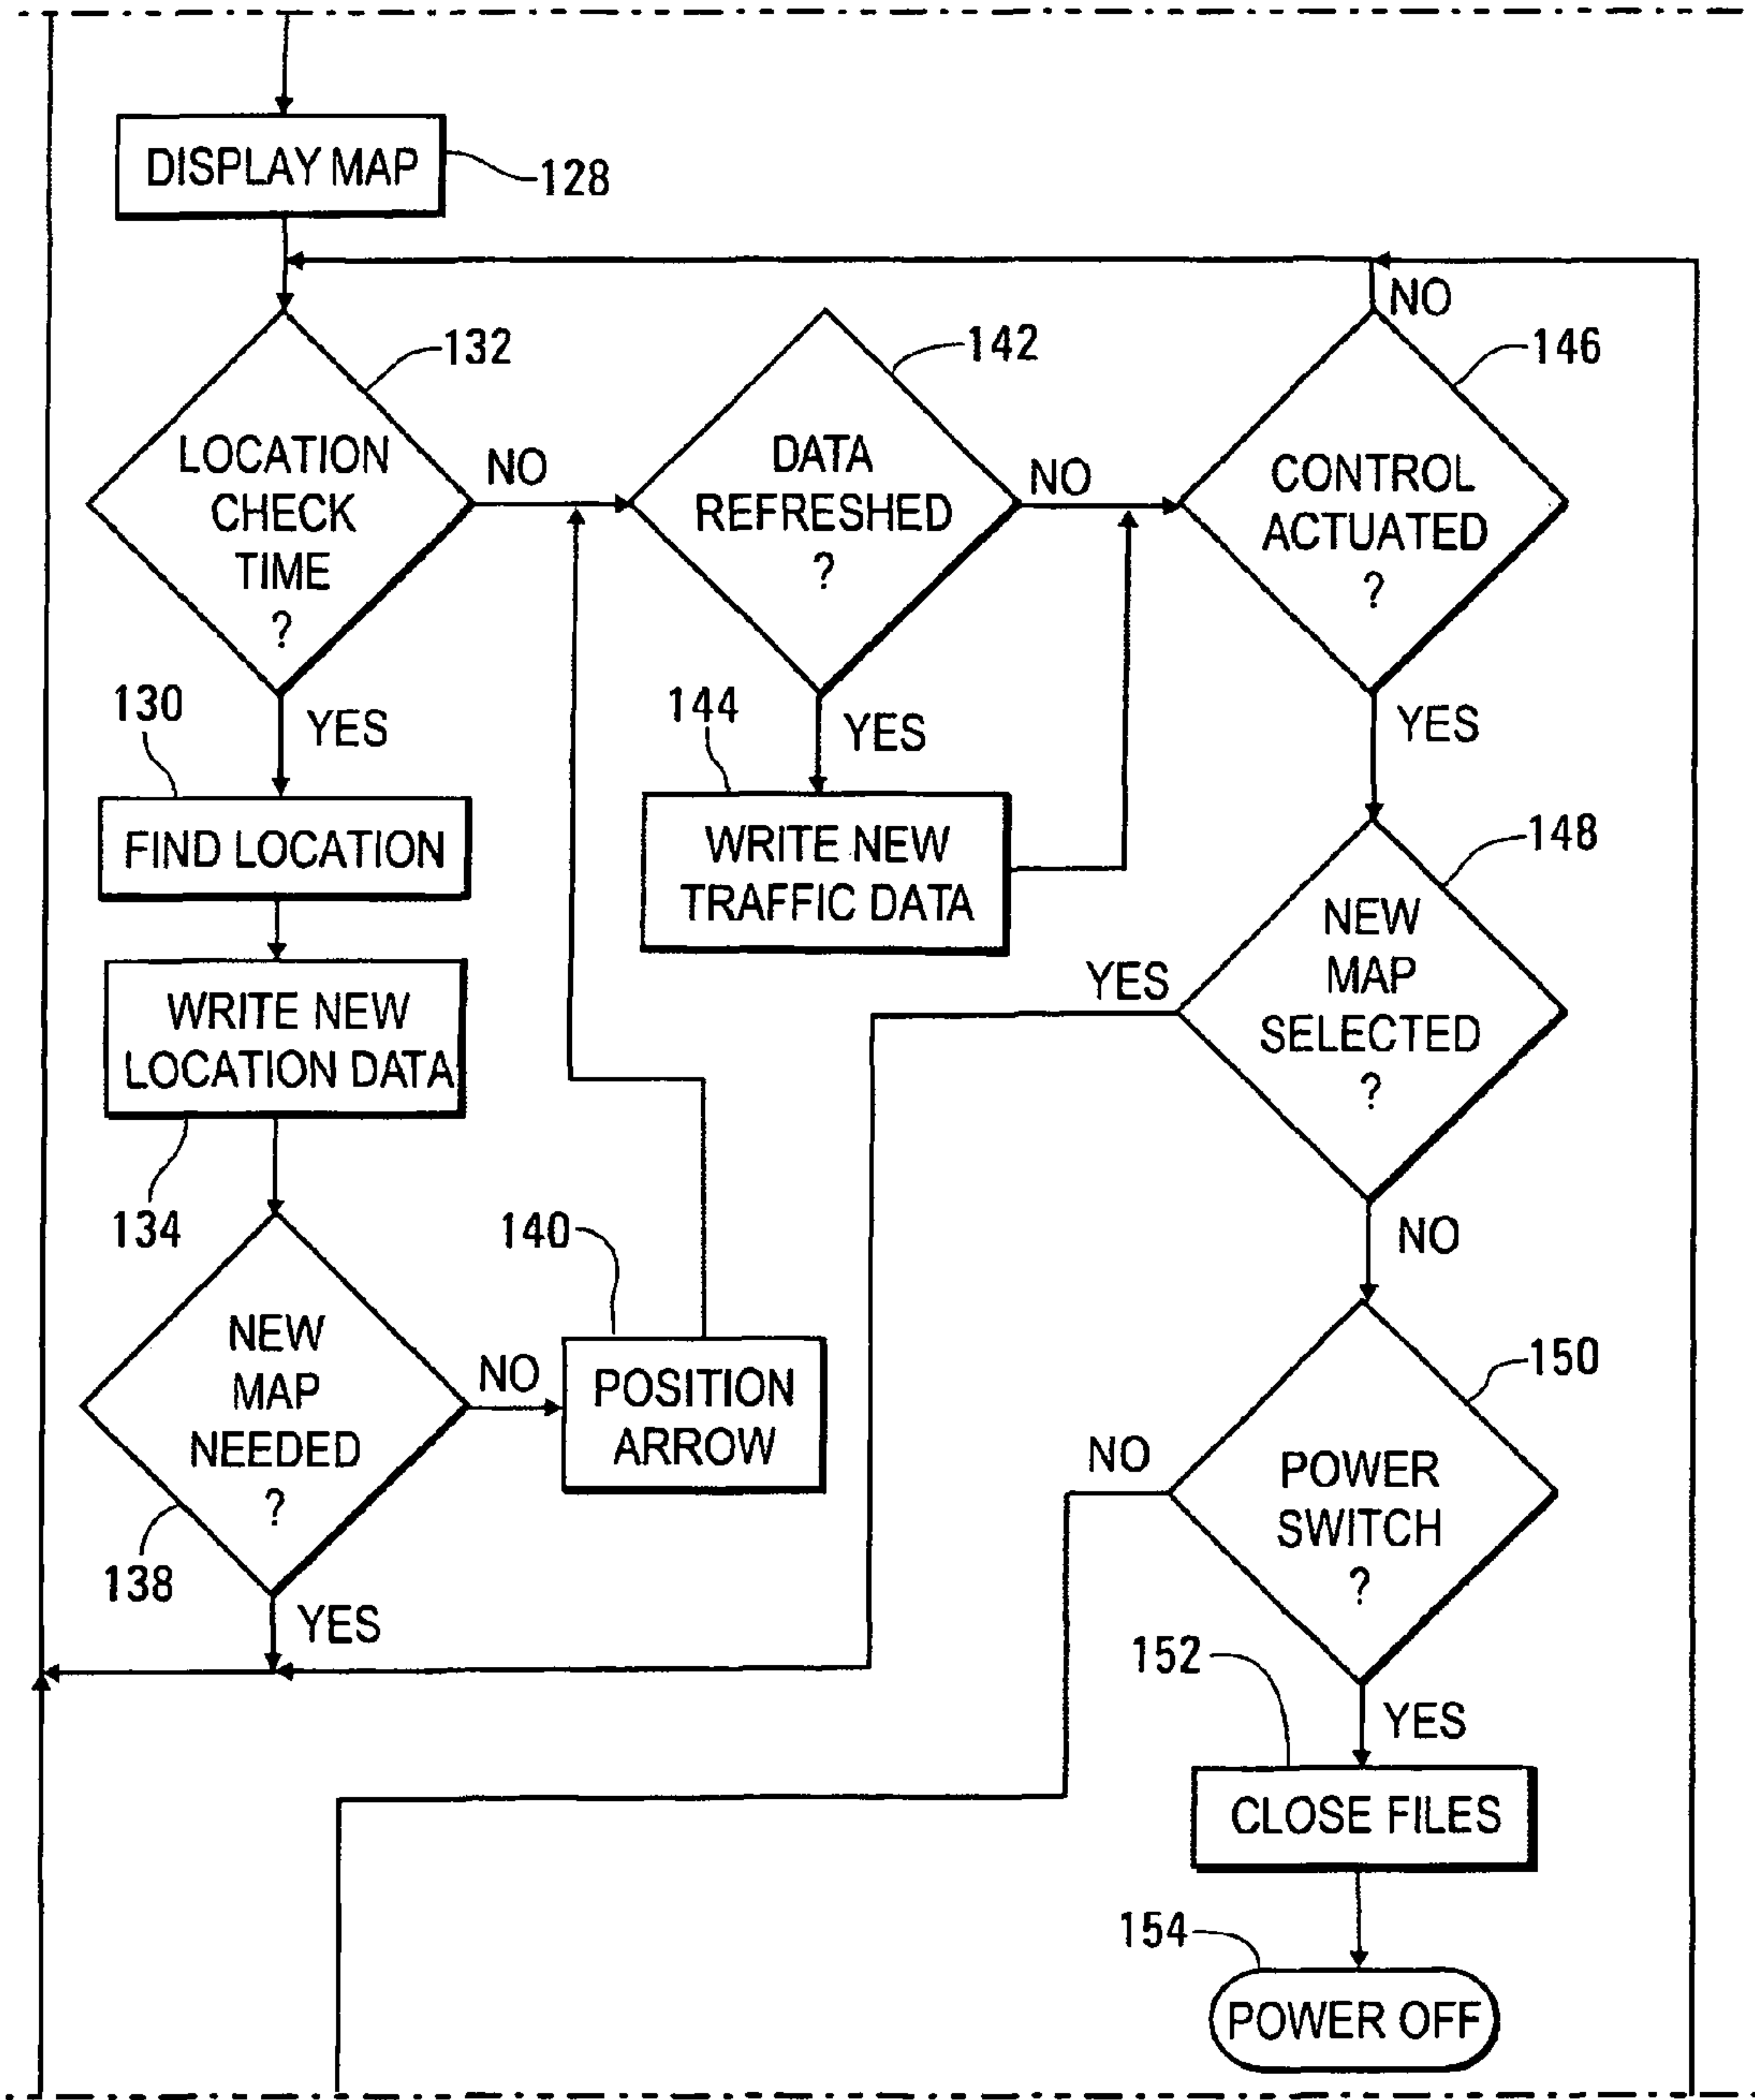 DISPLAY MAP
128
NO
132
142
146
LOCATION
CHECK
TIME
?
NO
DATA
REFRESHED
?
NO
CONTROL
ACTUATED
?
130
YES
144
YES
YES
FIND LOCATION
WRITE NEW
TRAFFIC DATA
148
NEW
MAP
SELECTED
?
YES
WRITE NEW
LOCATION DATA
134
140
NO
NEW
MAP
NEEDED
?
NO
POSITION
ARROW
150
NO
POWER
SWITCH
?
138
YES
152
YES
CLOSE FILES
154
POWER OFF